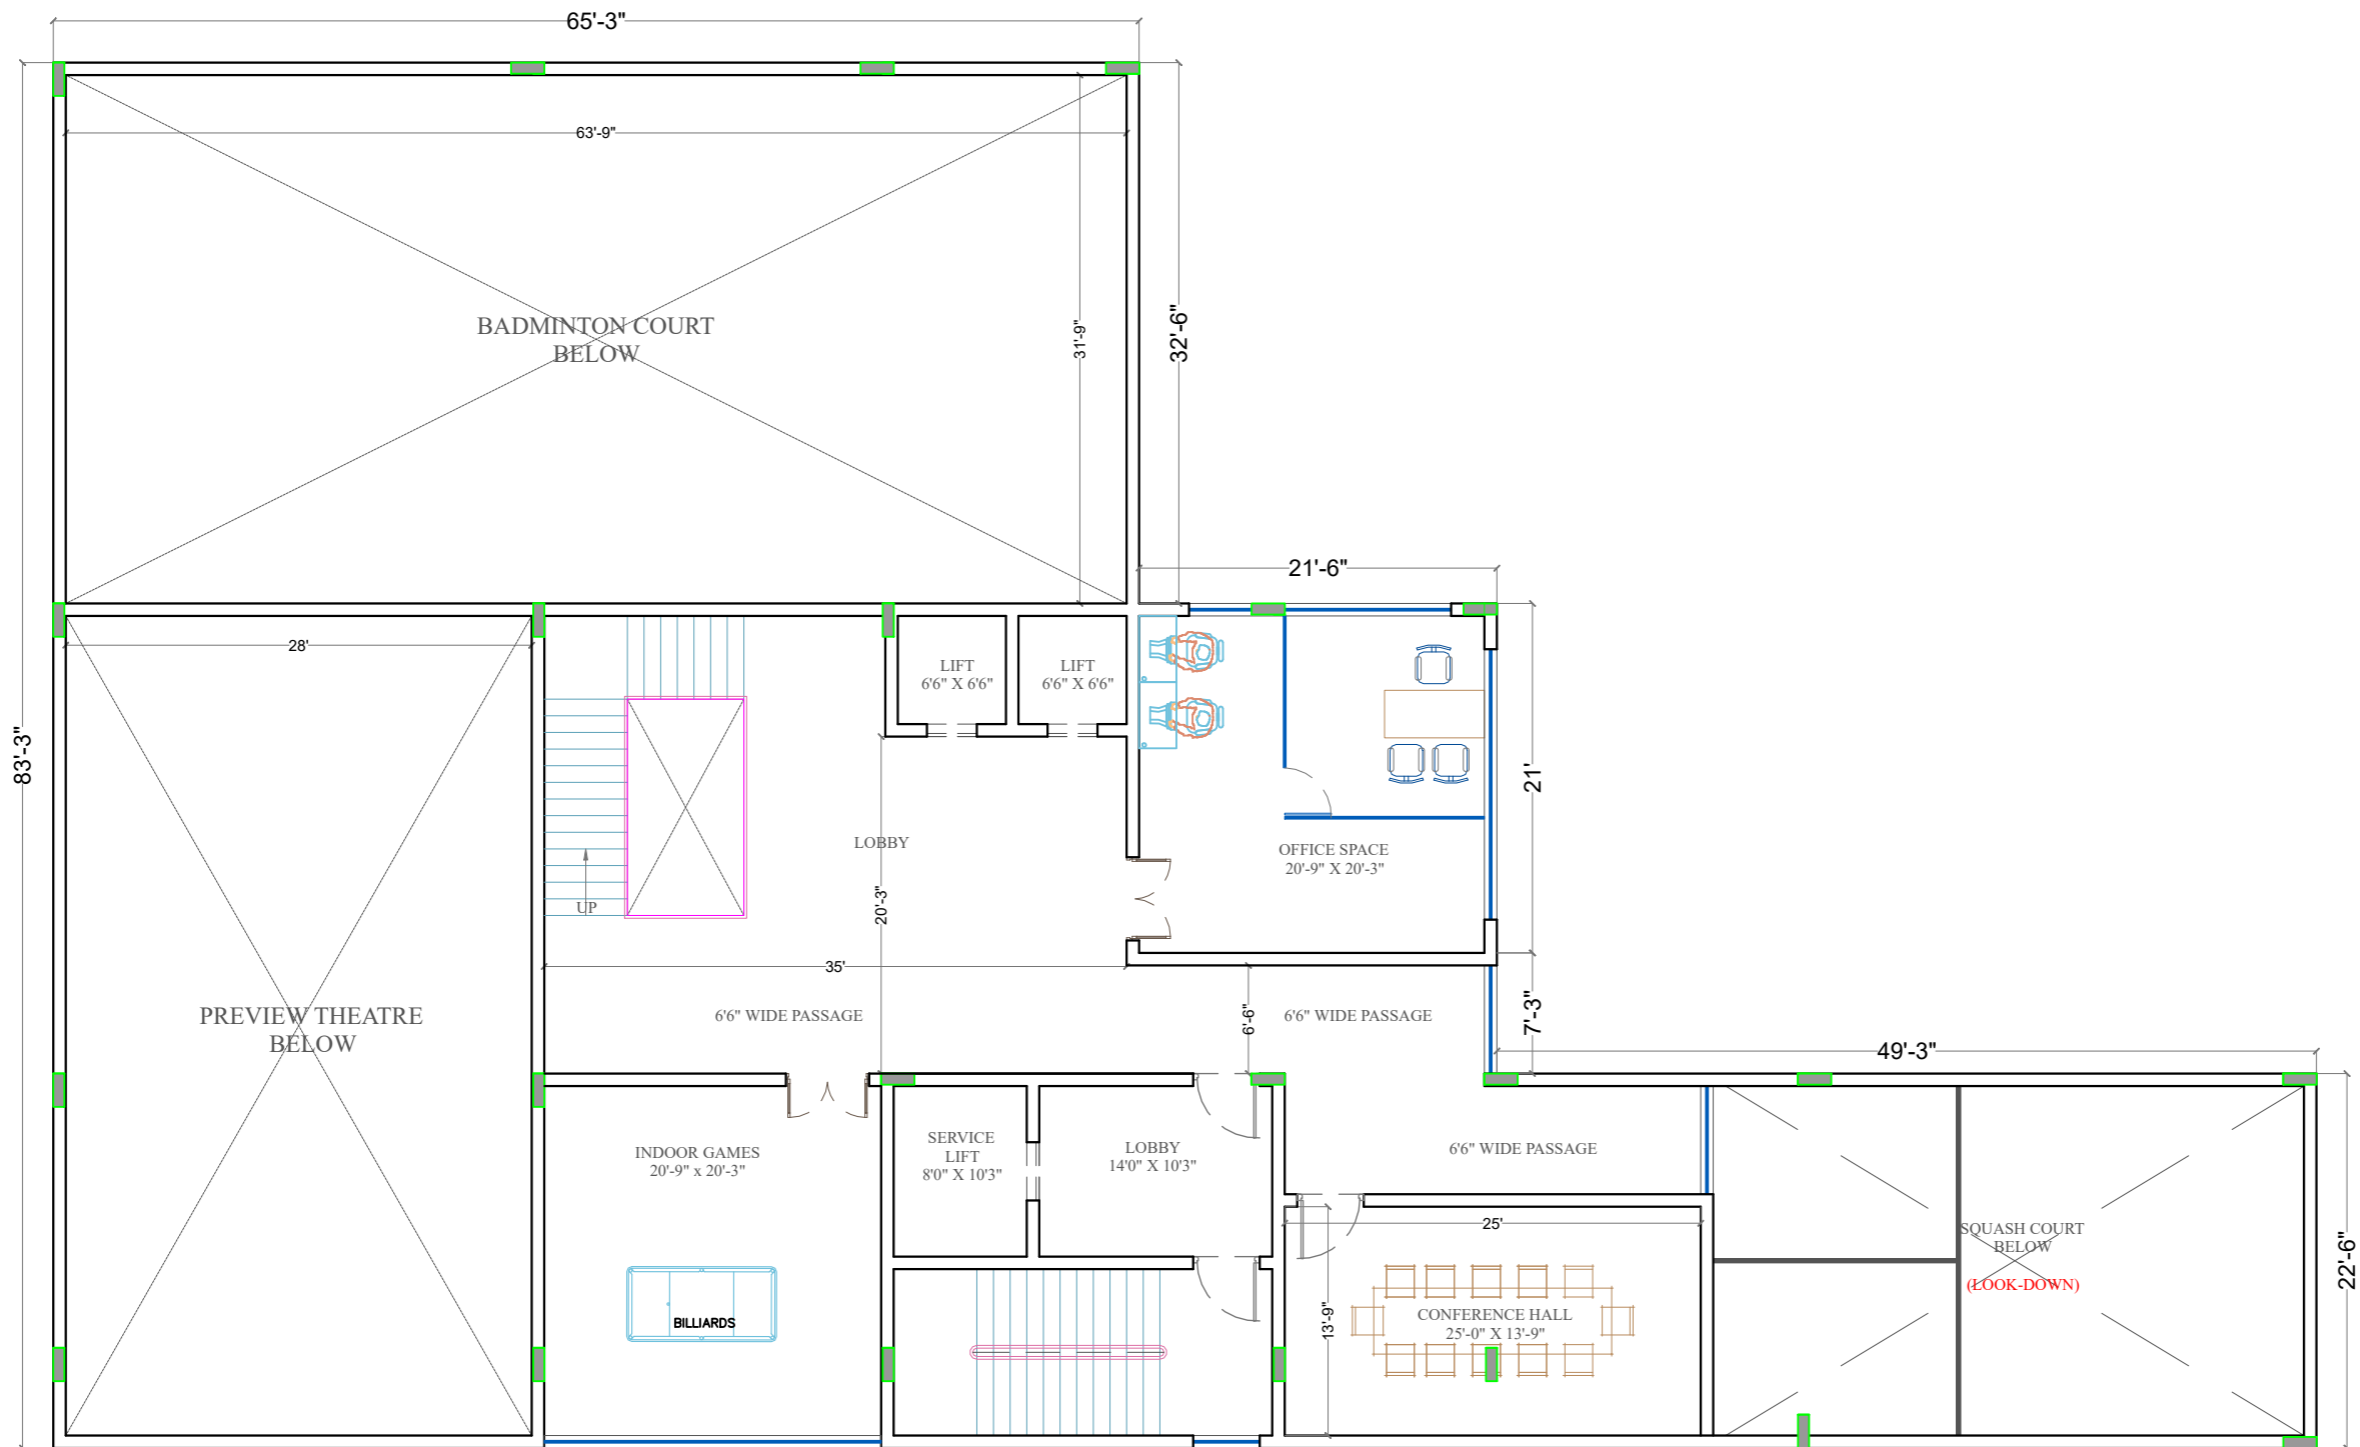 65'-3"
63'-9"
BADMINTON COURT
BELOW
31'-9"
32'-6"
21'-6"
28'
LIFT
6'6" X 6'6"
LIFT
6'6" X 6'6"
83'-3"
21'
LOBBY
OFFICE SPACE
20'-9" X 20'-3"
UP
20'-3"
35'
PREVIEW THEATRE
BELOW
6'6" WIDE PASSAGE
6'-6"
6'6" WIDE PASSAGE
7'-3"
49'-3"
INDOOR GAMES
20'-9" x 20'-3"
SERVICE
LIFT
8'0" X 10'3"
LOBBY
14'0" X 10'3"
6'6" WIDE PASSAGE
25'
SQUASH COURT
BELOW
(LOOK-DOWN)
22'-6"
BILLIARDS
13'-9"
CONFERENCE HALL
25'-0" X 13'-9"